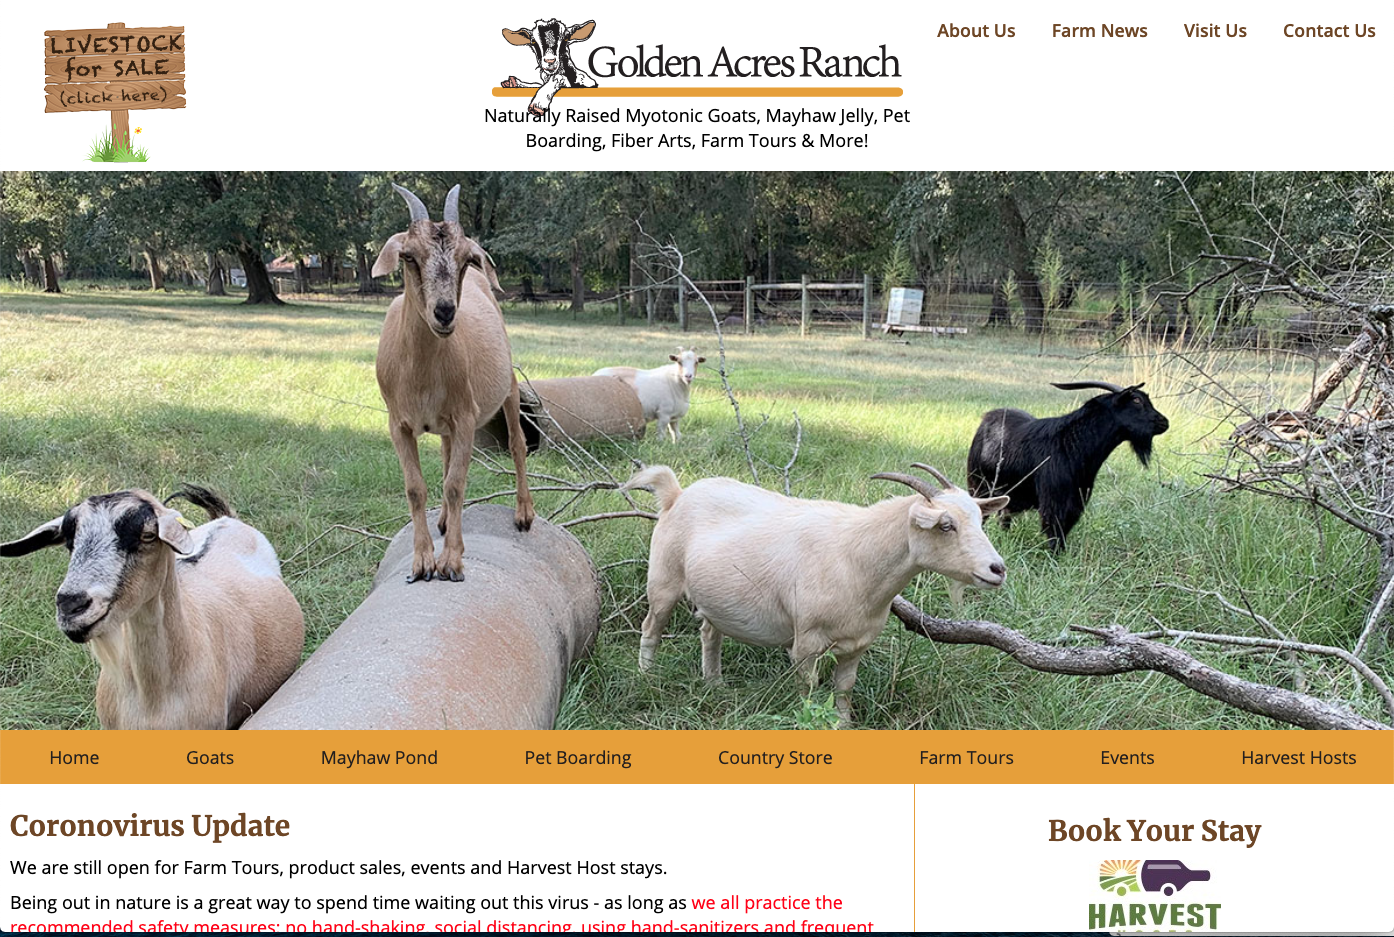 LIVESTOCK
for SALE
(click here)
Golden Acres Ranch
Naturally Raised Myotonic Goats, Mayhaw Jelly, Pet
Boarding, Fiber Arts, Farm Tours & More!
About Us Farm News Visit Us Contact Us
Home Goats Mayhaw Pond Pet Boarding Country Store Farm Tours Events Harvest Hosts
Coronovirus Update
We are still open for Farm Tours, product sales, events and Harvest Host stays.
Being out in nature is a great way to spend time waiting out this virus - as long as we all practice the
recommended safety measures: no hand-shaking, social distancing, using hand-sanitizers and frequent
Book Your Stay
HARVEST